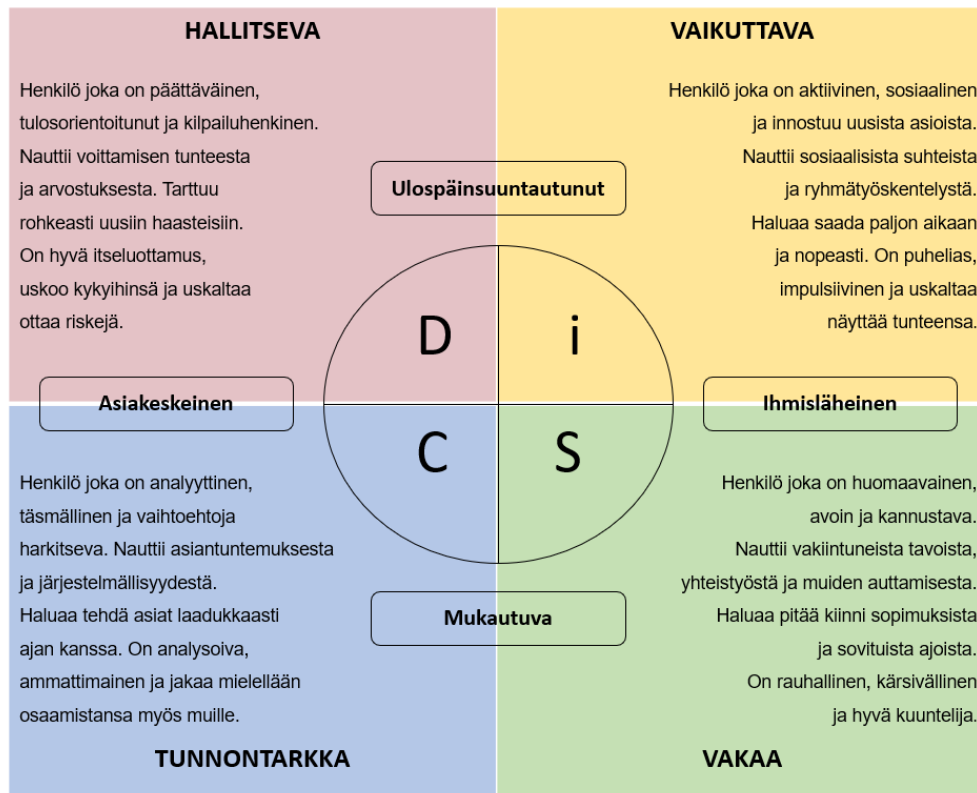 HALLITSEVA
Henkilö joka on päättäväinen,
tulosorientoitunut ja kilpailuhenkinen.
Nauttii voittamisen tunteesta
ja arvostuksesta. Tarttuu
rohkeasti uusiin haasteisiin.
On hyvä itseluottamus,
uskoo kykyihinsä ja uskaltaa
ottaa riskejä.
VAIKUTTAVA
Henkilö joka on aktiivinen, sosiaalinen
ja innostuu uusista asioista.
Nauttii sosiaalisista suhteista
ja ryhmätyöskentelystä.
Haluaa saada paljon aikaan
ja nopeasti. On puhelias,
impulsiivinen ja uskaltaa
näyttää tunteensa.
Ulospäinsuuntautunut
D
i
Asiakeskeinen
Ihmisläheinen
C
S
Henkilö joka on analyyttinen,
täsmällinen ja vaihtoehtoja
harkitseva. Nauttii asiantuntemuksesta
ja järjestelmällisyydestä.
Haluaa tehdä asiat laadukkaasti
ajan kanssa. On analysoiva,
ammattimainen ja jakaa mielellään
osaamistansa myös muille.
TUNNONTARKKA
Mukautuva
Henkilö joka on huomaavainen,
avoin ja kannustava.
Nauttii vakiintuneista tavoista,
yhteistyöstä ja muiden auttamisesta.
Haluaa pitää kiinni sopimuksista
ja sovituista ajoista.
On rauhallinen, kärsivällinen
ja hyvä kuuntelija.
VAKAA